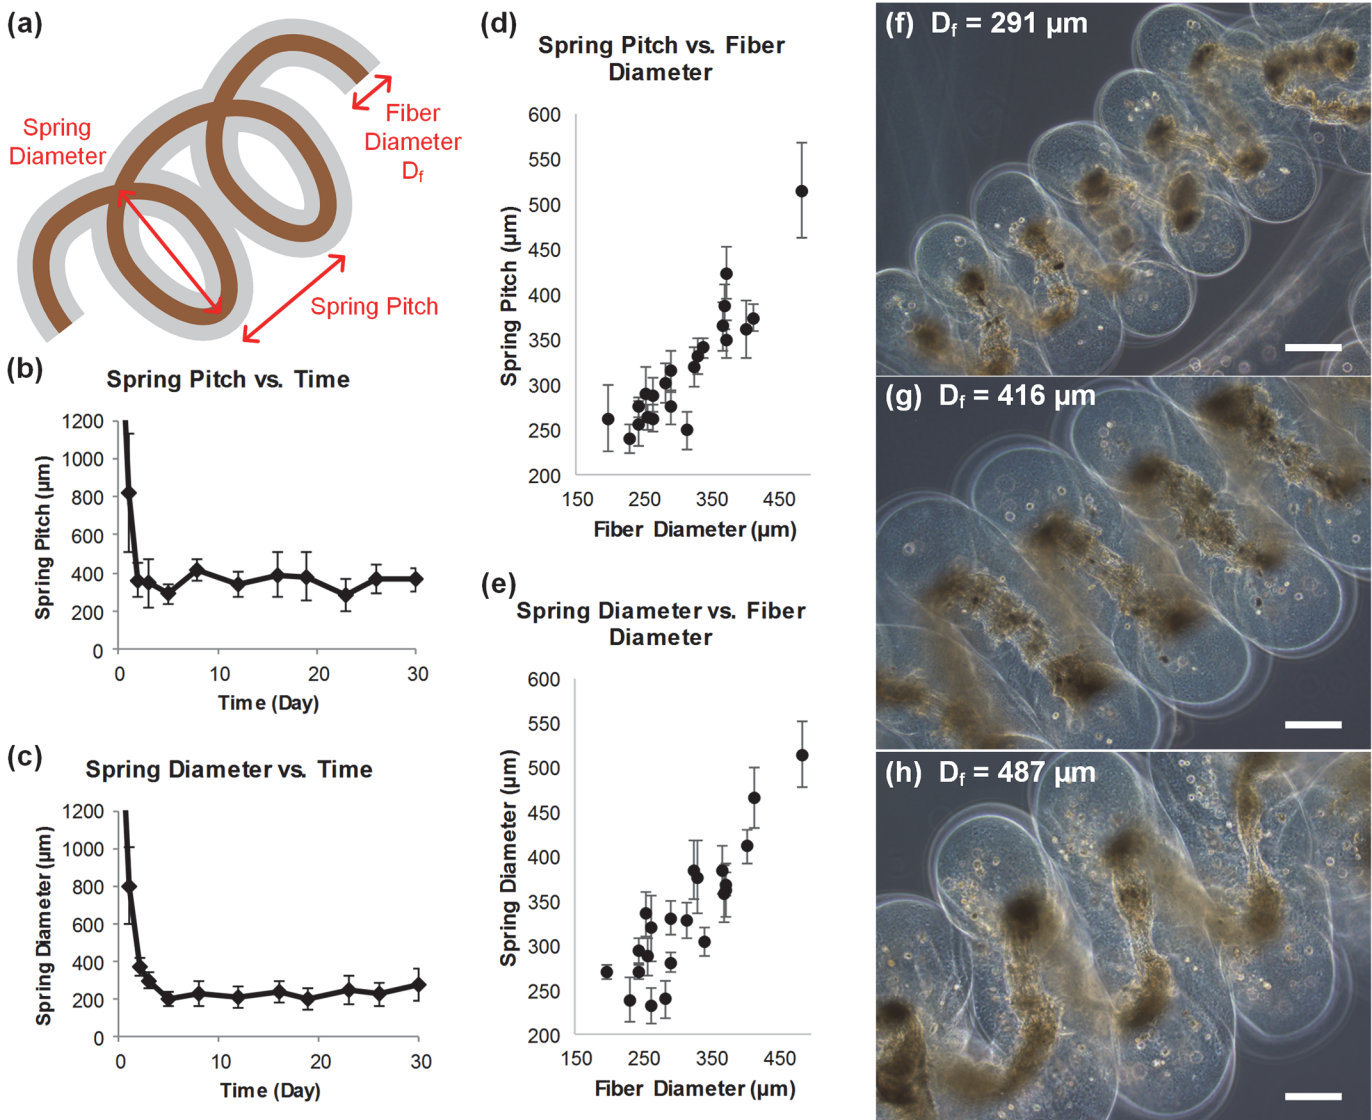 (a)
Spring
Diameter
Fiber
Diameter
Df
Spring Pitch
(b)
Spring Pitch vs. Time
Spring Pitch (µm)
1200
1000
800
600
400
200
0
0 10 20 30
Time (Day)
(c)
Spring Diameter vs. Time
Spring Diameter (µm)
1200
1000
800
600
400
200
0
0 10 20 30
Time (Day)
(d)
Spring Pitch vs. Fiber
Diameter
Spring Pitch (µm)
600
550
500
450
400
350
300
250
200
150 250 350 450
Fiber Diameter (µm)
(e)
Spring Diameter vs. Fiber
Diameter
Spring Diameter (µm)
600
550
500
450
400
350
300
250
200
150 250 350 450
Fiber Diameter (µm)
(f) Df = 291 µm
(g) Df = 416 µm
(h) Df = 487 µm